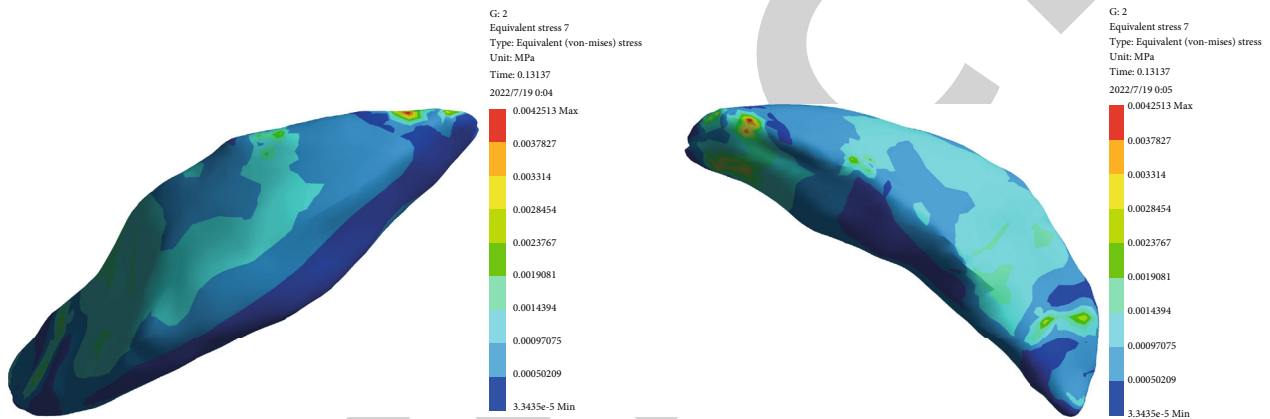 G: 2
Equivalent stress 7
Type: Equivalent (von-mises) stress
Unit: MPa
Time: 0.13137
2022/7/19 0:04
0.0042513 Max
0.0037827
0.003314
0.0028454
0.0023767
0.0019081
0.0014394
0.00097075
0.00050209
3.3435e-5 Min
G: 2
Equivalent stress 7
Type: Equivalent (von-mises) stress
Unit: MPa
Time: 0.13137
2022/7/19 0:05
0.0042513 Max
0.0037827
0.003314
0.0028454
0.0023767
0.0019081
0.0014394
0.00097075
0.00050209
3.3435e-5 Min